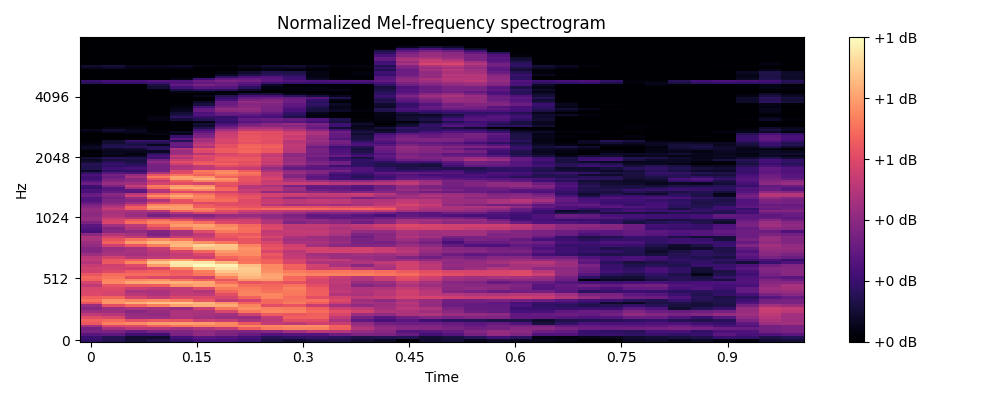 Normalized Mel-frequency spectrogram
Hz
4096
2048
1024
512
0
0 0.15 0.3 0.45 0.6 0.75 0.9
Time
+1 dB
+1 dB
+1 dB
+0 dB
+0 dB
+0 dB